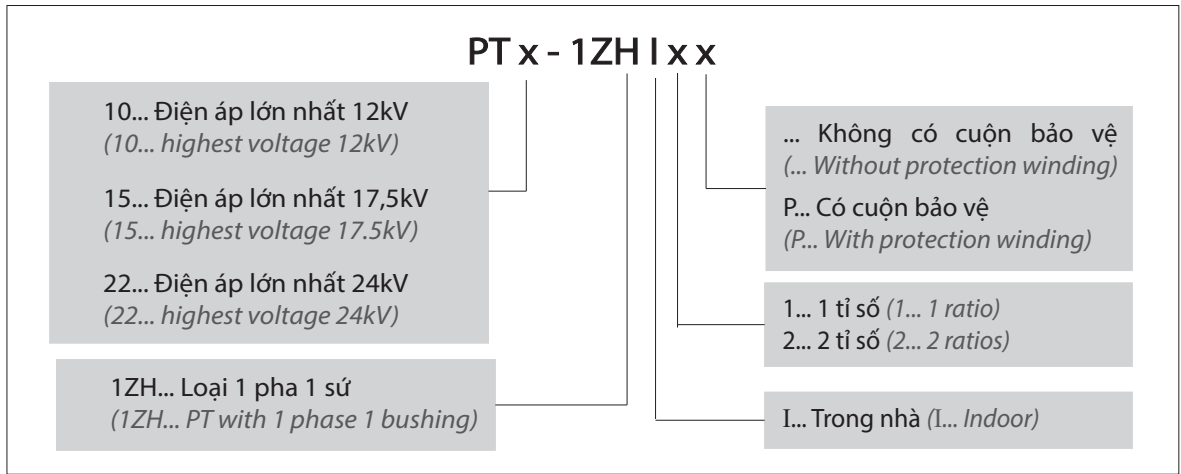 PT x - 1ZH I x x
10... Điện áp lớn nhất 12kV
(10... highest voltage 12kV)
15... Điện áp lớn nhất 17,5kV
(15... highest voltage 17.5kV)
22... Điện áp lớn nhất 24kV
(22... highest voltage 24kV)
1ZH... Loại 1 pha 1 sứ
(1ZH... PT with 1 phase 1 bushing)
... Không có cuộn bảo vệ
(... Without protection winding)
P... Có cuộn bảo vệ
(P... With protection winding)
1... 1 tỉ số (1... 1 ratio)
2... 2 tỉ số (2... 2 ratios)
I... Trong nhà (I... Indoor)